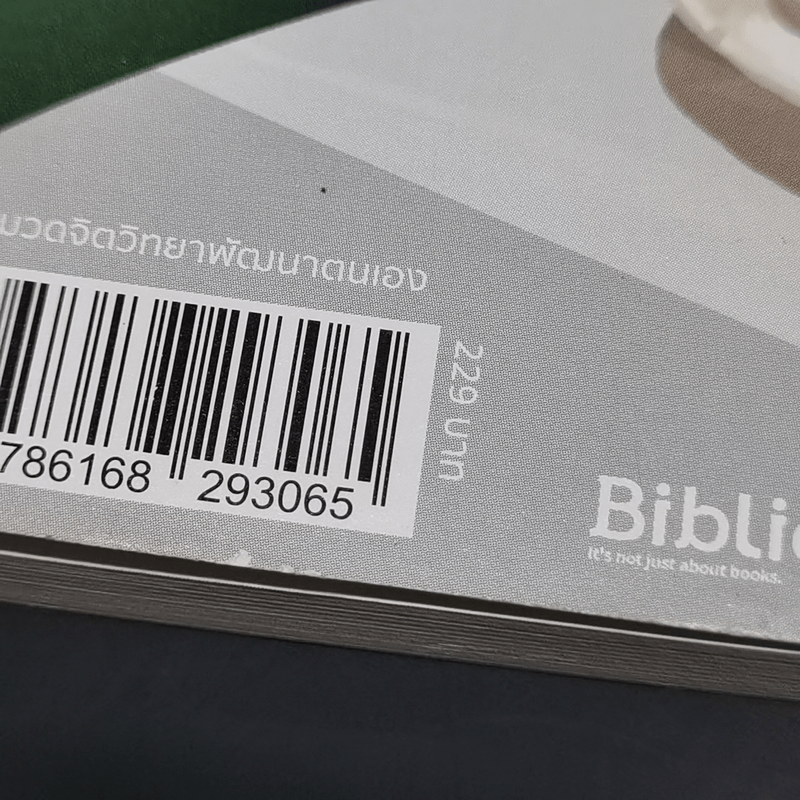 มวดจิตวิทยาพัฒนาตนเอง
786168 293065
229 บาท
Biblio
It's not just about books.